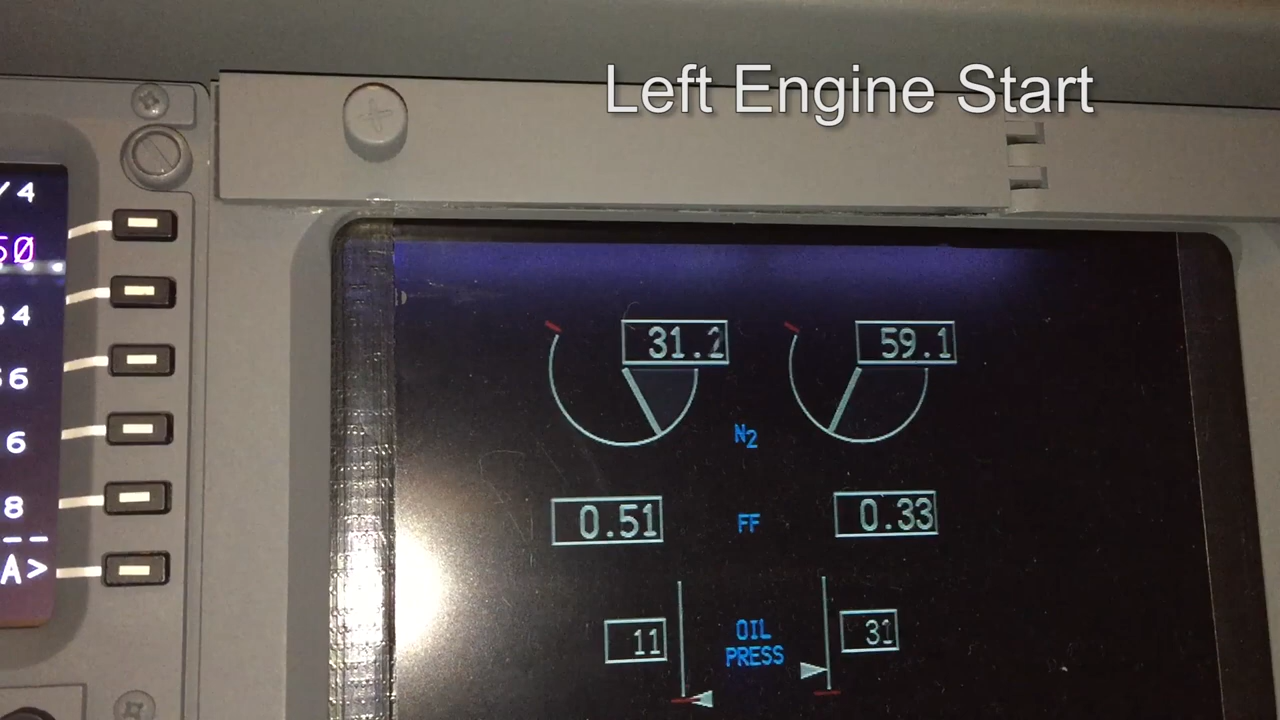 Left Engine Start
/4
50
34
56
6
8
--
A>
31.2 59.1
N2
0.51 FF 0.33
11 OIL PRESS 31